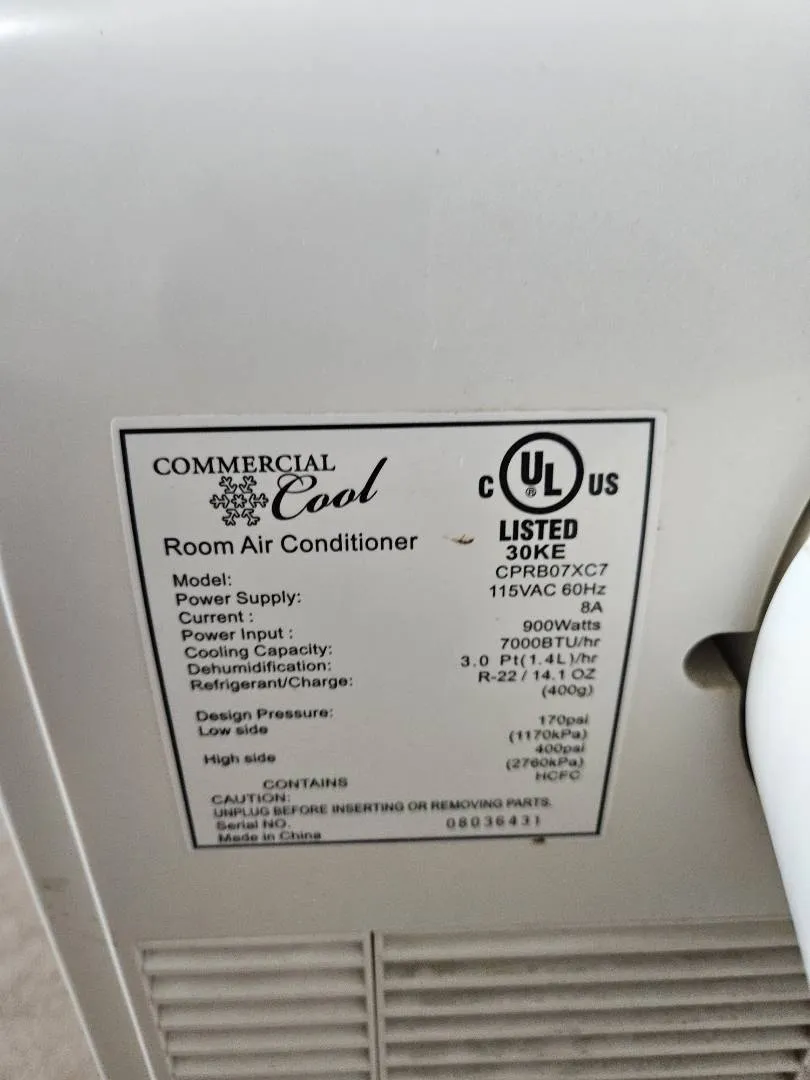 COMMERCIAL
Cool
Room Air Conditioner
C UL ® US
LISTED
30KE
Model: CPRB07XC7
Power Supply: 115VAC 60Hz
Current : 8A
Power Input : 900Watts
Cooling Capacity: 7000BTU/hr
Dehumidification: 3.0 Pt(1.4L)/hr
Refrigerant/Charge: R-22 / 14.1 OZ
(400g)
Design Pressure:
Low side 170psi
(1170kPa)
High side 400psi
(2760kPa)
CONTAINS HCFC
CAUTION:
UNPLUG BEFORE INSERTING OR REMOVING PARTS.
Serial NO. 08036431
Made in China